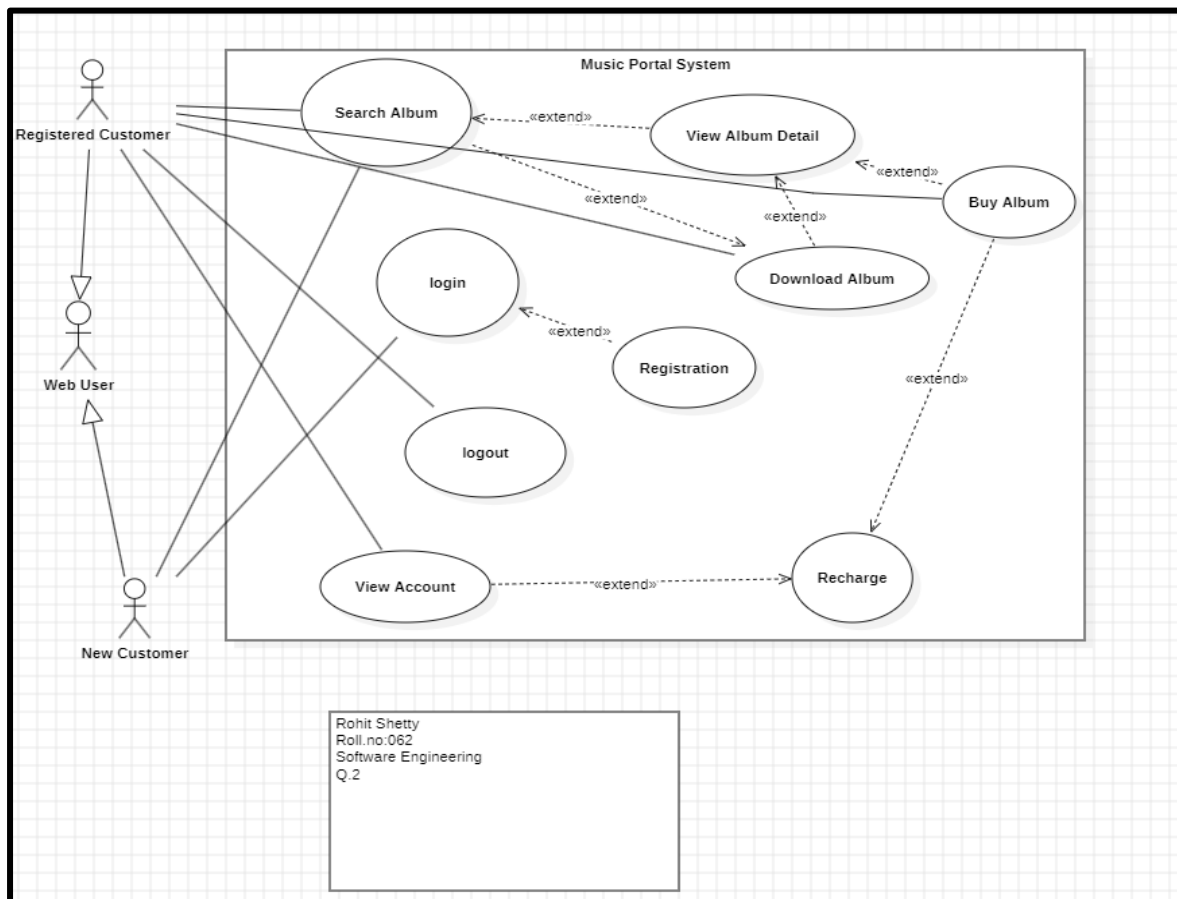 Music Portal System
Registered Customer
Search Album
«extend»
View Album Detail
«extend»
«extend»
Buy Album
«extend»
Download Album
login
«extend»
Registration
Web User
«extend»
logout
View Account
«extend»
Recharge
New Customer
Rohit Shetty
Roll.no:062
Software Engineering
Q.2